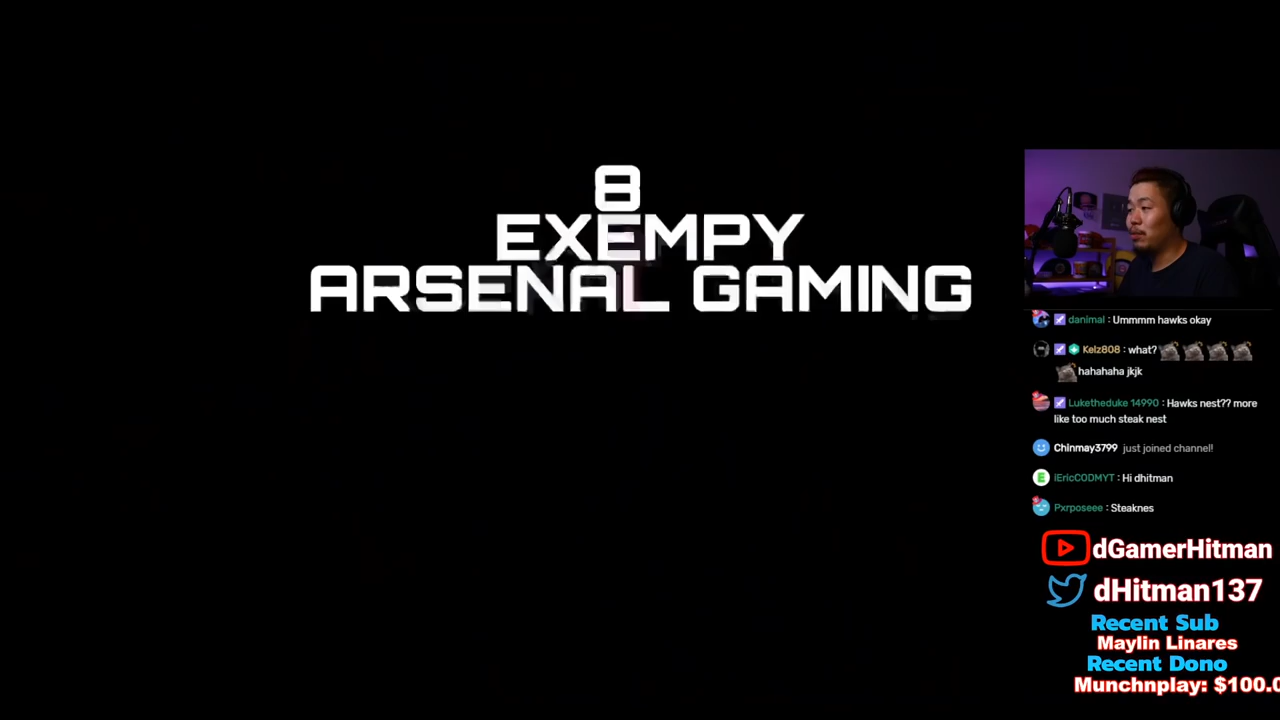 8
EXEMPY
ARSENAL GAMING
danimal : Ummmm hawks okay
Kelz808 : what?
hahahaha jkjk
Luketheduke 14990 : Hawks nest?? more
like too much steak nest
Chinmay3799 just joined channel!
iEricCODMYT : Hi dhitman
Pxrposeee : Steaknes
dGamerHitman
dHitman137
Recent Sub
Maylin Linares
Recent Dono
Munchnplay: $100.0